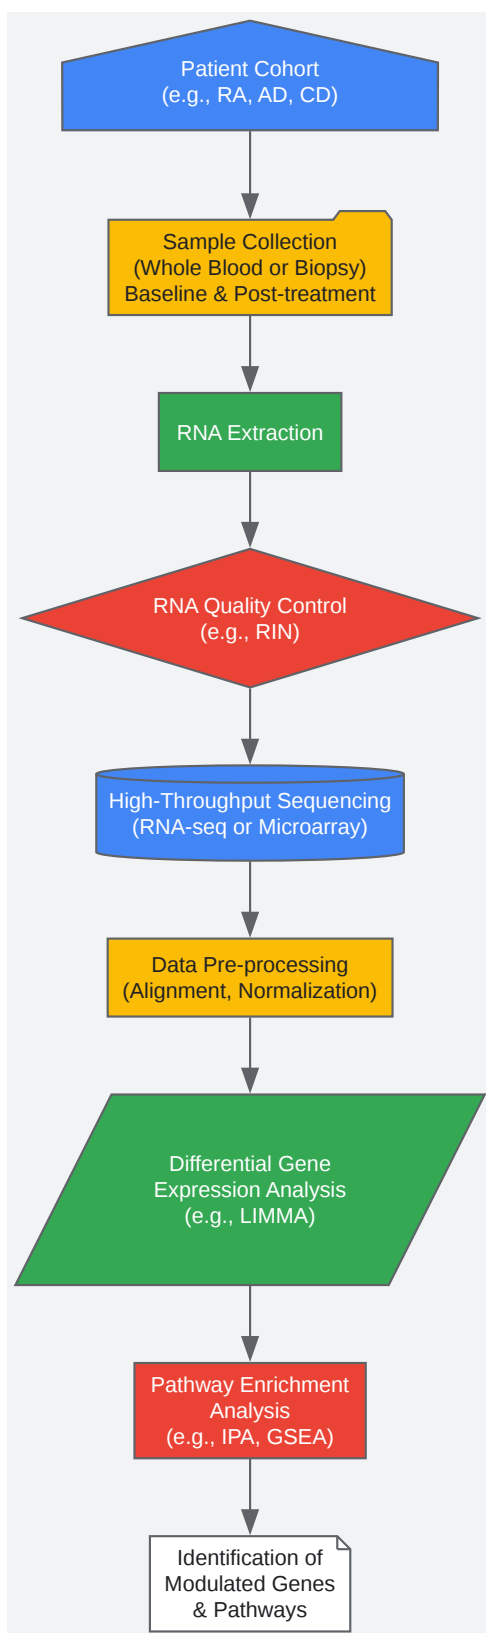 Patient Cohort
(e.g., RA, AD, CD)
Sample Collection
(Whole Blood or Biopsy)
Baseline & Post-treatment
RNA Extraction
RNA Quality Control
(e.g., RIN)
High-Throughput Sequencing
(RNA-seq or Microarray)
Data Pre-processing
(Alignment, Normalization)
Differential Gene
Expression Analysis
(e.g., LIMMA)
Pathway Enrichment
Analysis
(e.g., IPA, GSEA)
Identification of
Modulated Genes
& Pathways